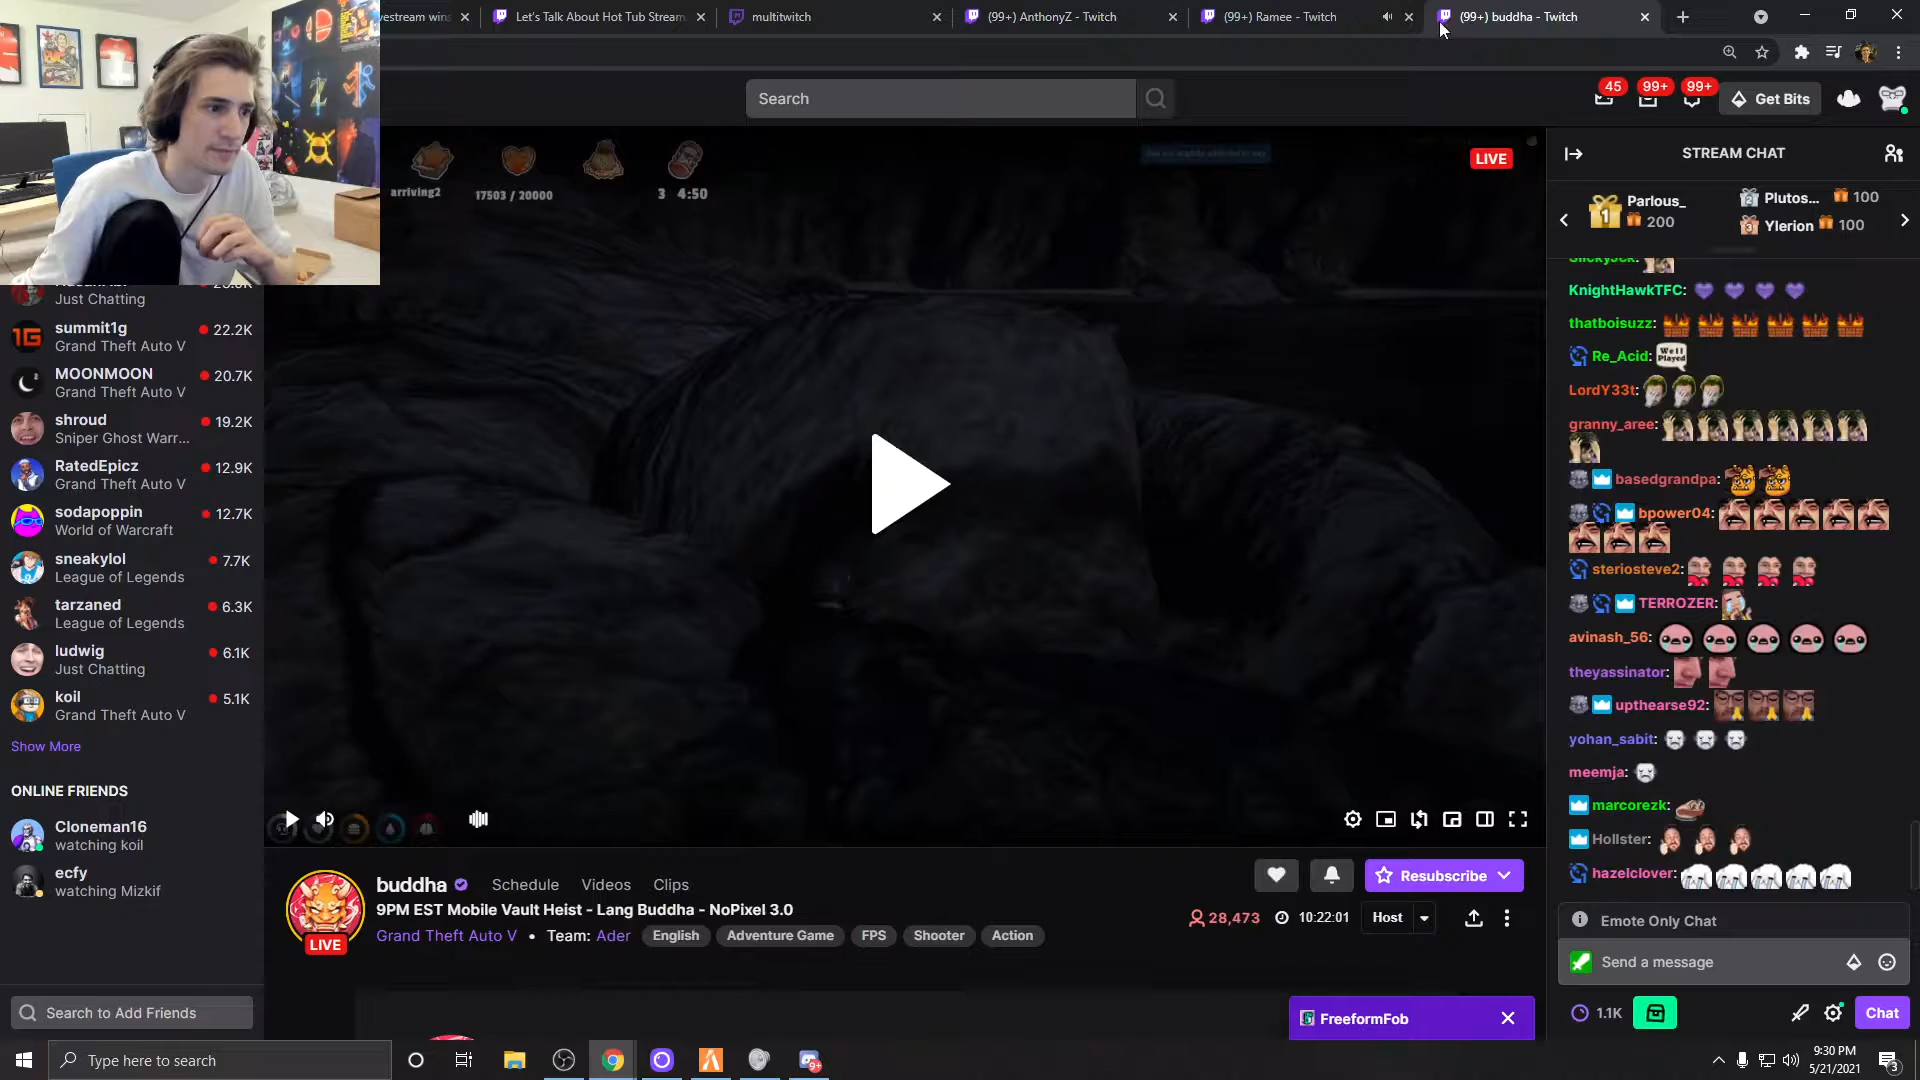 vestream wins
Let's Talk About Hot Tub Stream
multitwitch
(99+) AnthonyZ - Twitch
(99+) Ramee - Twitch
(99+) buddha - Twitch
Search
45
99+
99+
Get Bits
arriving2
17503 / 20000
3 4:50
LIVE
STREAM CHAT
1
Parlous_
200
2 Plutos... 100
3 Ylerion 100
Just Chatting
summit1g 22.2K
Grand Theft Auto V
MOONMOON 20.7K
Grand Theft Auto V
shroud 19.2K
Sniper Ghost Warr...
RatedEpicz 12.9K
Grand Theft Auto V
sodapoppin 12.7K
World of Warcraft
sneakylol 7.7K
League of Legends
tarzaned 6.3K
League of Legends
ludwig 6.1K
Just Chatting
koil 5.1K
Grand Theft Auto V
Show More
ONLINE FRIENDS
Cloneman16
watching koil
ecfy
watching Mizkif
Search to Add Friends
KnightHawkTFC:
thatboisuzz:
Re_Acid: Well Played
LordY33t:
granny_aree:
basedgrandpa:
bpower04:
steriosteve2:
TERROZER:
avinash_56:
theyassinator:
upthearse92:
yohan_sabit:
meemja:
marcorezk:
Hollster:
hazelclover:
Emote Only Chat
Send a message
1.1K
Chat
buddha
Schedule
Videos
Clips
Resubscribe
LIVE
9PM EST Mobile Vault Heist - Lang Buddha - NoPixel 3.0
28,473
10:22:01
Host
Grand Theft Auto V • Team: Ader
English
Adventure Game
FPS
Shooter
Action
FreeformFob
Type here to search
9+
9:30 PM
5/21/2021
3